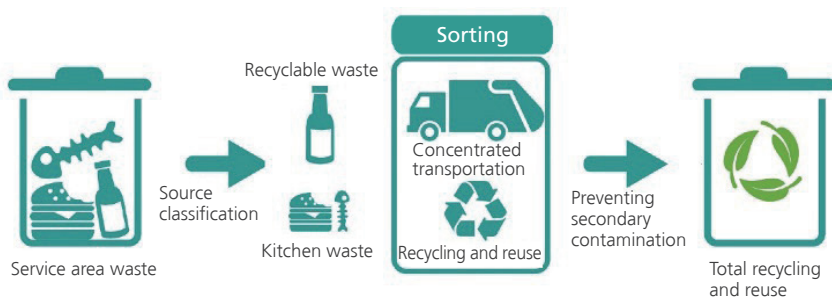 Service area waste
Source
classification
Recyclable waste
Kitchen waste
Sorting
Concentrated
transportation
Recycling and reuse
Preventing
secondary
contamination
Total recycling
and reuse